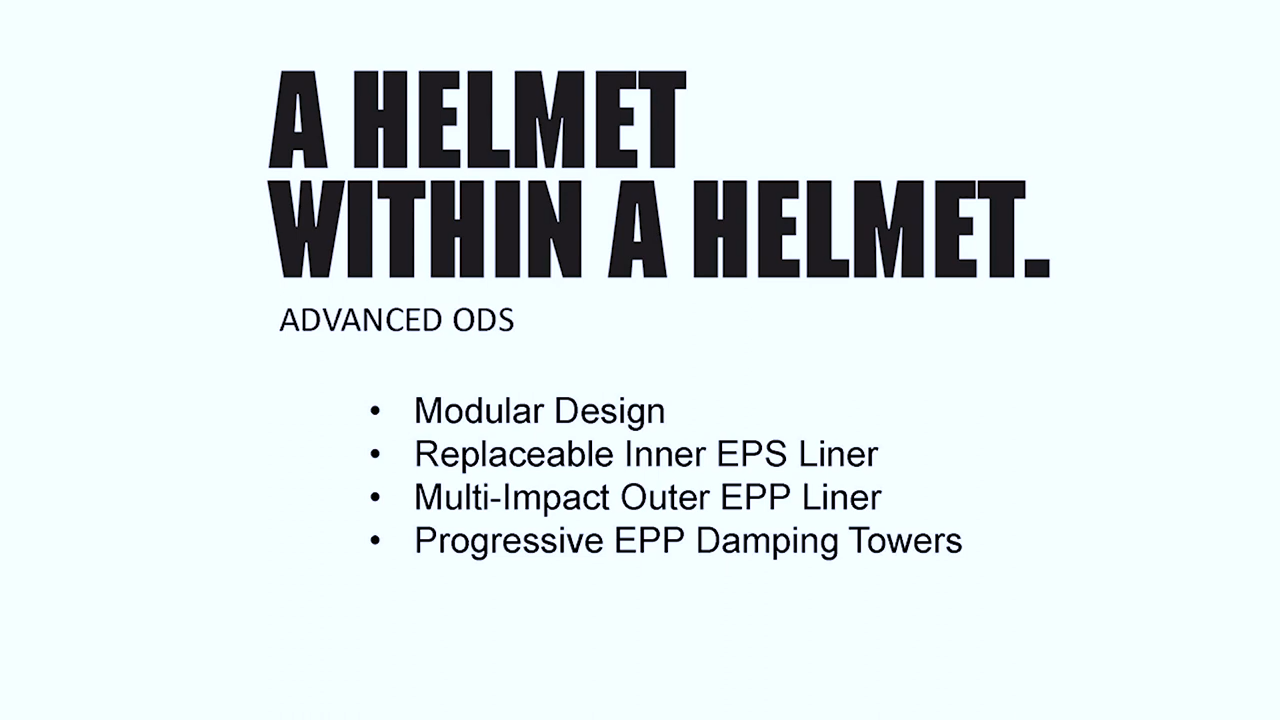 A HELMET
WITHIN A HELMET.
ADVANCED ODS
• Modular Design
• Replaceable Inner EPS Liner
• Multi-Impact Outer EPP Liner
• Progressive EPP Damping Towers